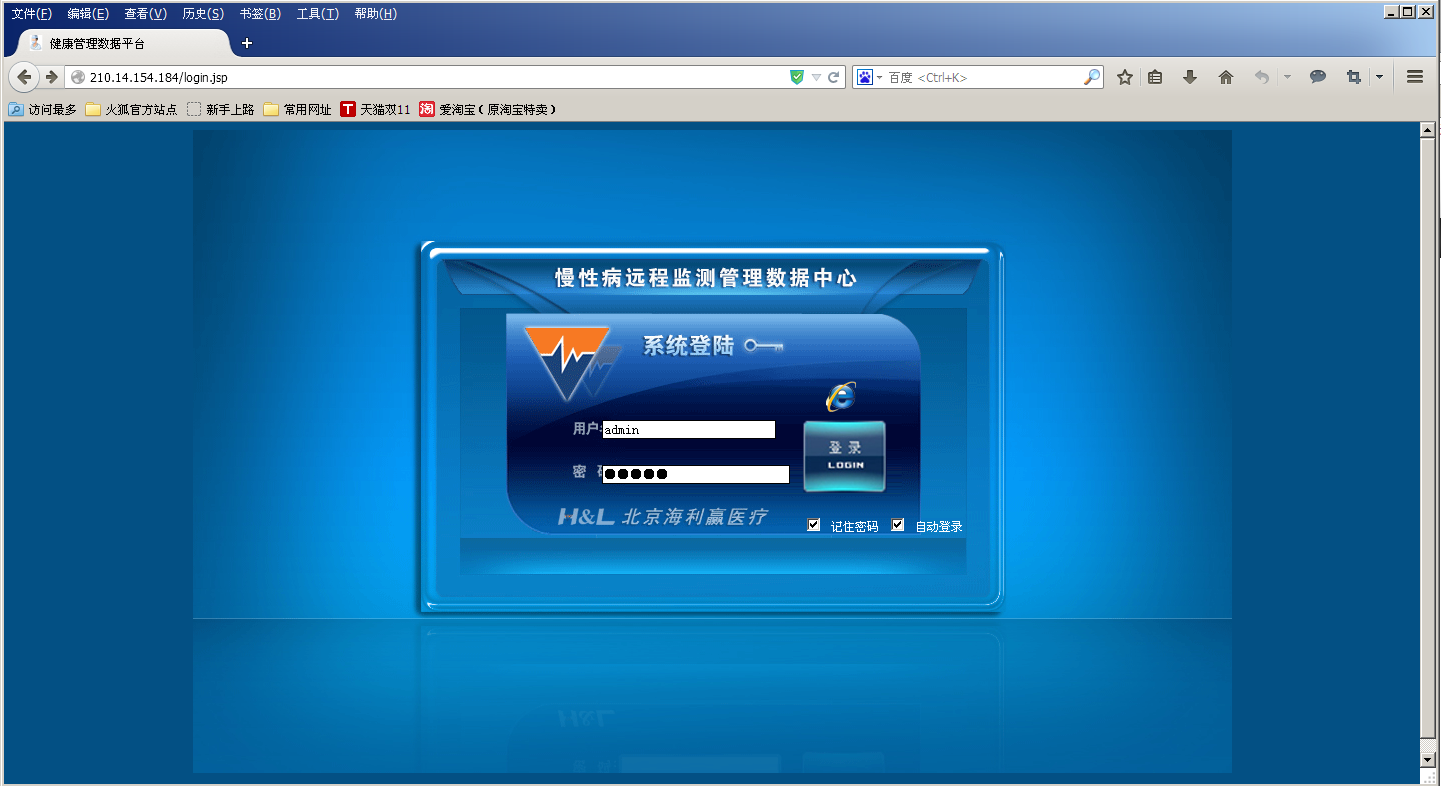 文件(F) 编辑(E) 查看(V) 历史(S) 书签(B) 工具(T) 帮助(H)
健康管理数据平台
210.14.154.184/login.jsp
百度 <Ctrl+K>
访问最多 火狐官方站点 新手上路 常用网址 天猫双11 爱淘宝（原淘宝特卖）
慢性病远程监测管理数据中心
系统登陆
用户 admin
登录
LOGIN
密
H&L 北京海利赢医疗
记住密码 自动登录